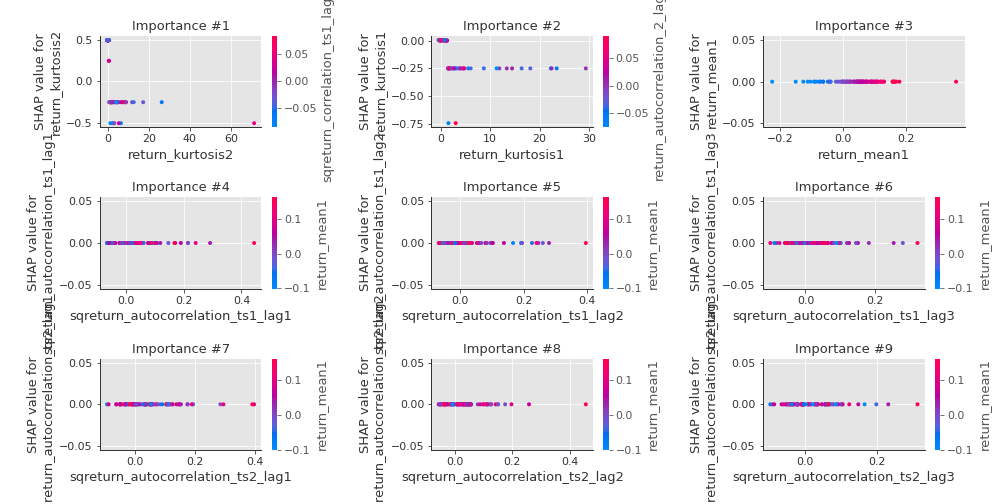 Importance #1
SHAP value for
return_kurtosis2
0.5
0.0
−0.5
0
20
40
60
return_kurtosis2
0.05
0.00
−0.05
Importance #2
SHAP value for
return_kurtosis1
0.00
−0.25
−0.50
−0.75
0
10
20
30
return_kurtosis1
0.05
0.00
−0.05
return_autocorrelation_2_lag
Importance #3
SHAP value for
return_mean1
0.05
0.00
−0.05
−0.2
0.0
0.2
return_mean1
sqreturn_correlation_ts1_lag
Importance #4
SHAP value for
0.05
0.00
−0.05
0.0
0.2
0.4
sqreturn_autocorrelation_ts1_lag1
0.1
0.0
−0.1
return_mean1
Importance #5
SHAP value for
0.05
0.00
−0.05
0.0
0.2
0.4
sqreturn_autocorrelation_ts1_lag2
0.1
0.0
−0.1
return_mean1
Importance #6
SHAP value for
0.05
0.00
−0.05
0.0
0.2
sqreturn_autocorrelation_ts1_lag3
0.1
0.0
−0.1
return_mean1
Importance #7
SHAP value for
0.05
0.00
−0.05
0.0
0.2
0.4
sqreturn_autocorrelation_ts2_lag1
0.1
0.0
−0.1
return_mean1
Importance #8
SHAP value for
0.05
0.00
−0.05
0.0
0.2
sqreturn_autocorrelation_ts2_lag2
0.1
0.0
−0.1
return_mean1
Importance #9
SHAP value for
0.05
0.00
−0.05
0.0
0.2
sqreturn_autocorrelation_ts2_lag3
0.1
0.0
−0.1
return_mean1